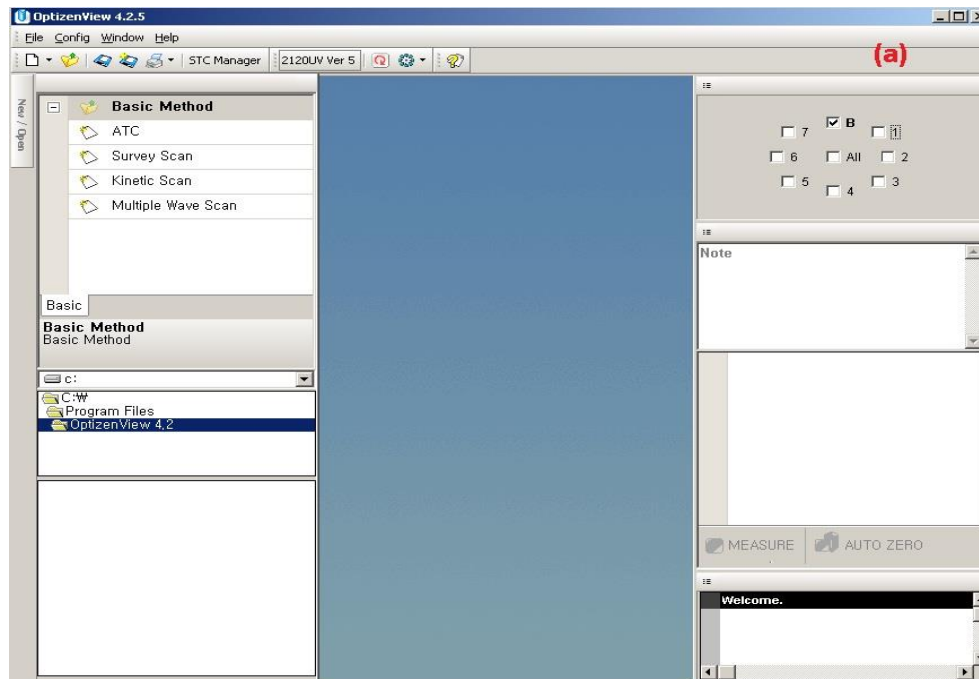 OptizenView 4.2.5
File Config Window Help
STC Manager 2120UV Ver 5
(a)
New / Open
Basic Method
ATC
Survey Scan
Kinetic Scan
Multiple Wave Scan
Basic
Basic Method
Basic Method
c:
C:₩
Program Files
OptizenView 4.2
7 B 1
6 All 2
5 4 3
Note
MEASURE AUTO ZERO
Welcome.